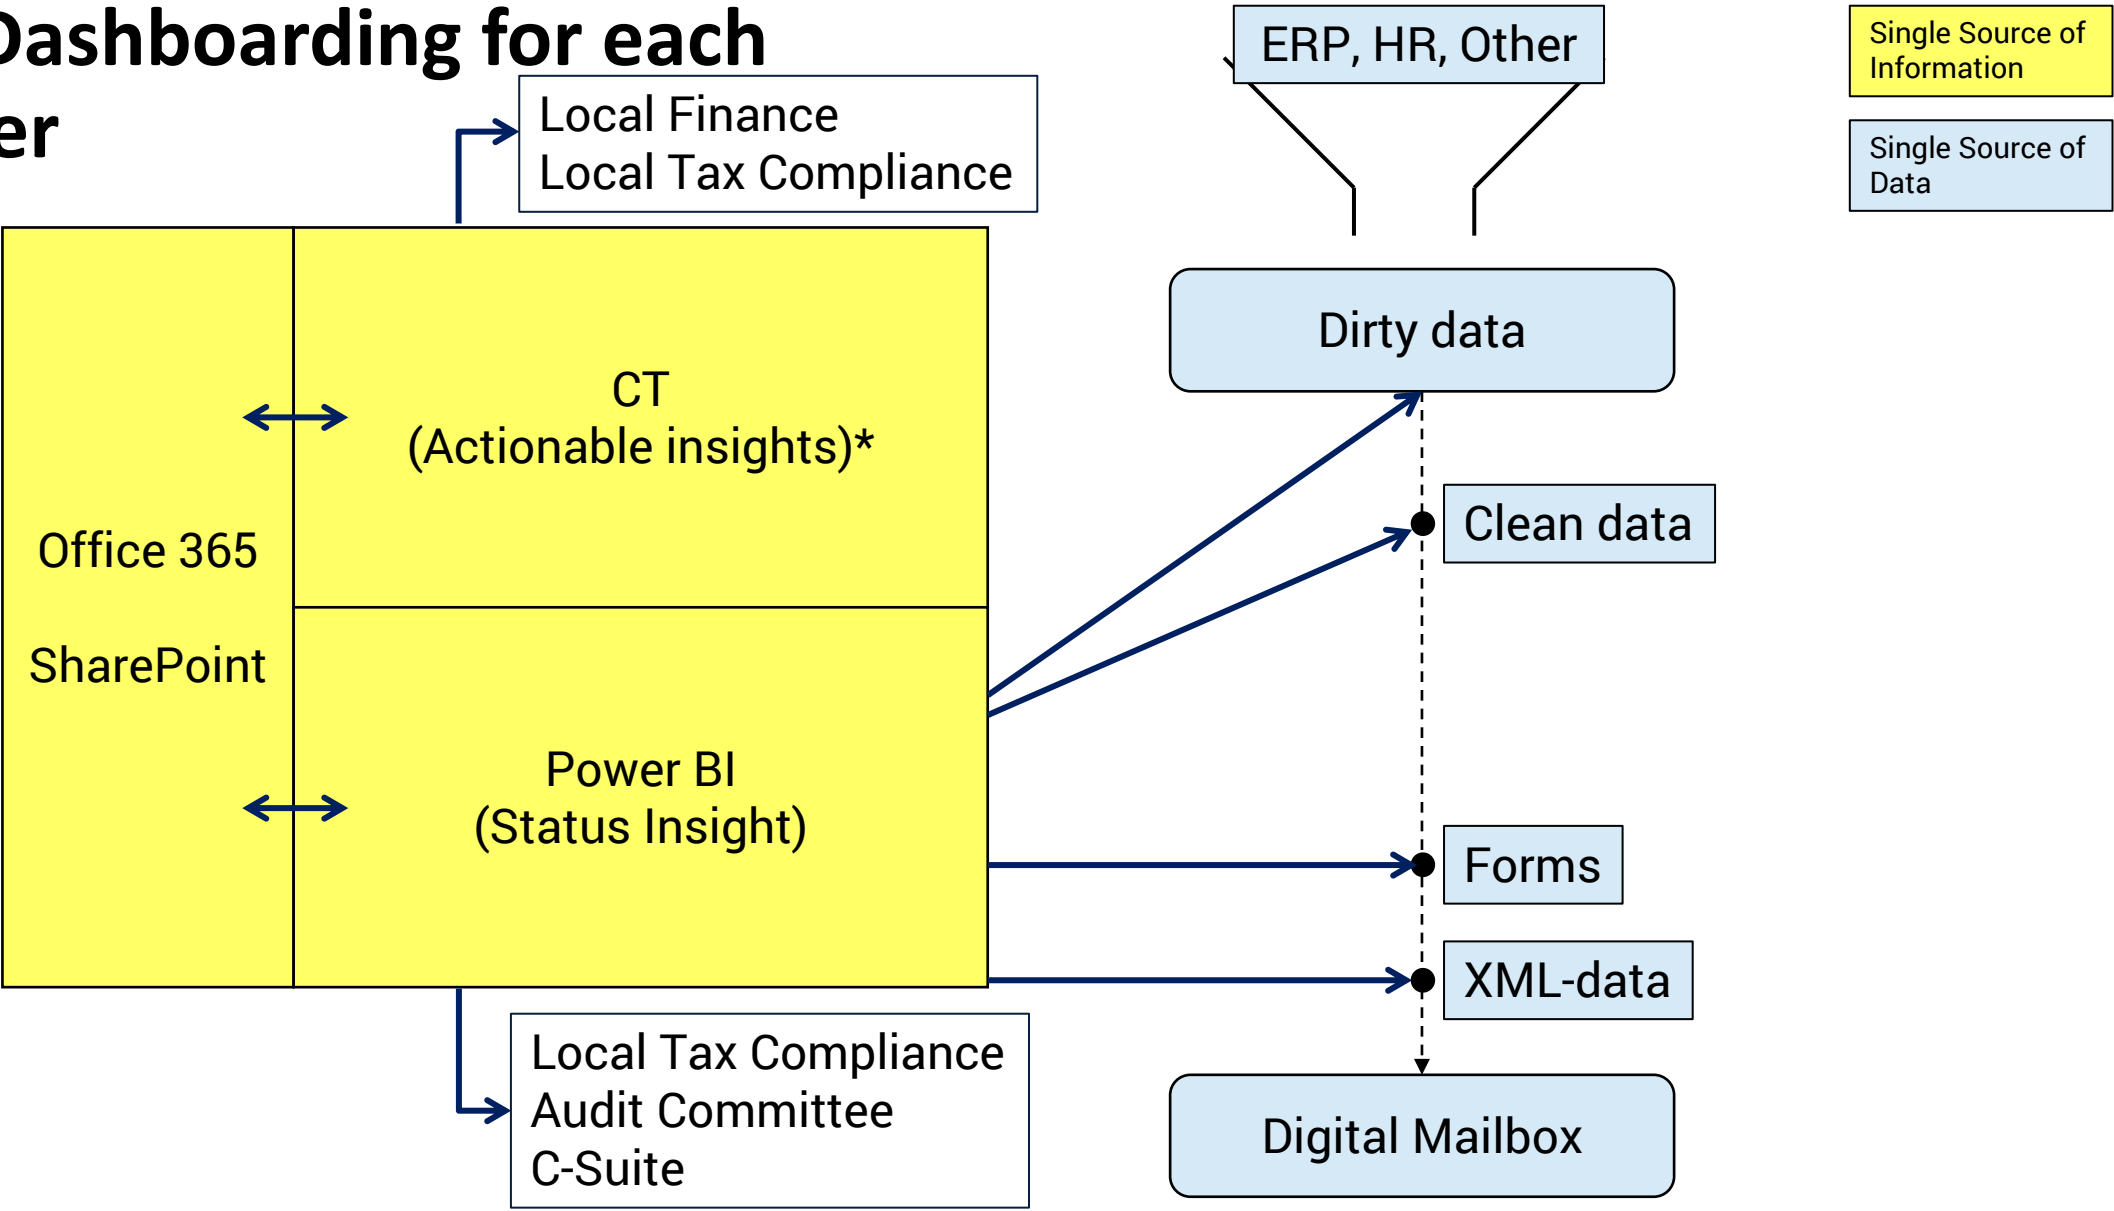 Dashboarding for each
er
Local Finance
Local Tax Compliance
ERP, HR, Other
Single Source of
Information
Single Source of
Data
Dirty data
CT
(Actionable insights)*
Clean data
Office 365
SharePoint
Power BI
(Status Insight)
Forms
XML-data
Local Tax Compliance
Audit Committee
C-Suite
Digital Mailbox